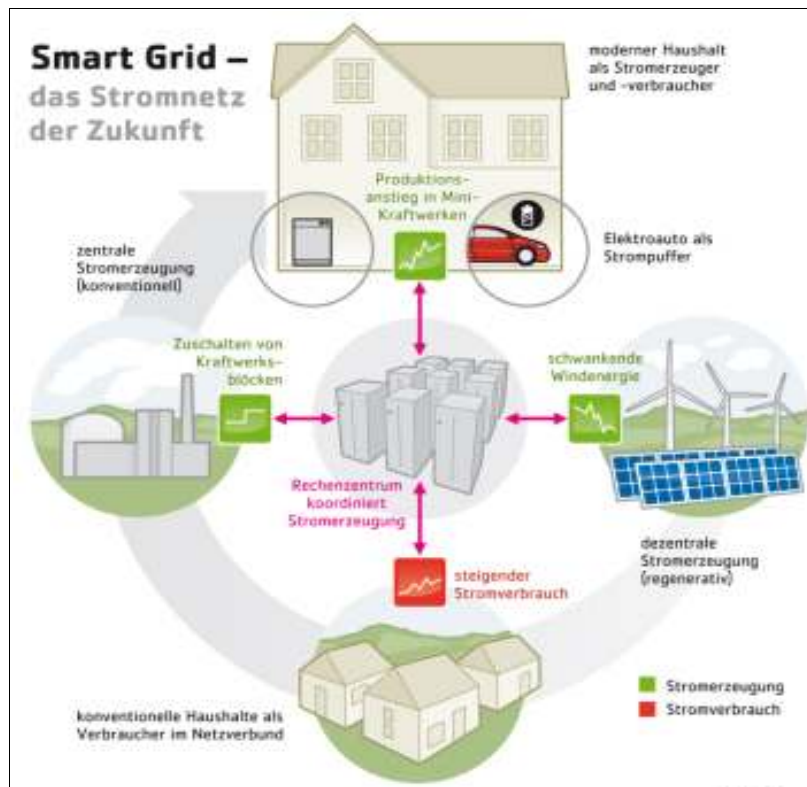 Smart Grid –
das Stromnetz
der Zukunft
moderner Haushalt
als Stromerzeuger
und -verbraucher
Produktions-
anstieg in Mini-
Kraftwerken
Elektroauto als
Strompuffer
zentrale
Stromerzeugung
(konventionell)
Zuschalten von
Kraftwerks-
blöcken
schwankende
Windenergie
Rechenzentrum
koordiniert
Stromerzeugung
dezentrale
Stromerzeugung
(regenerativ)
steigender
Stromverbrauch
konventionelle Haushalte als
Verbraucher im Netzverbund
Stromerzeugung
Stromverbrauch